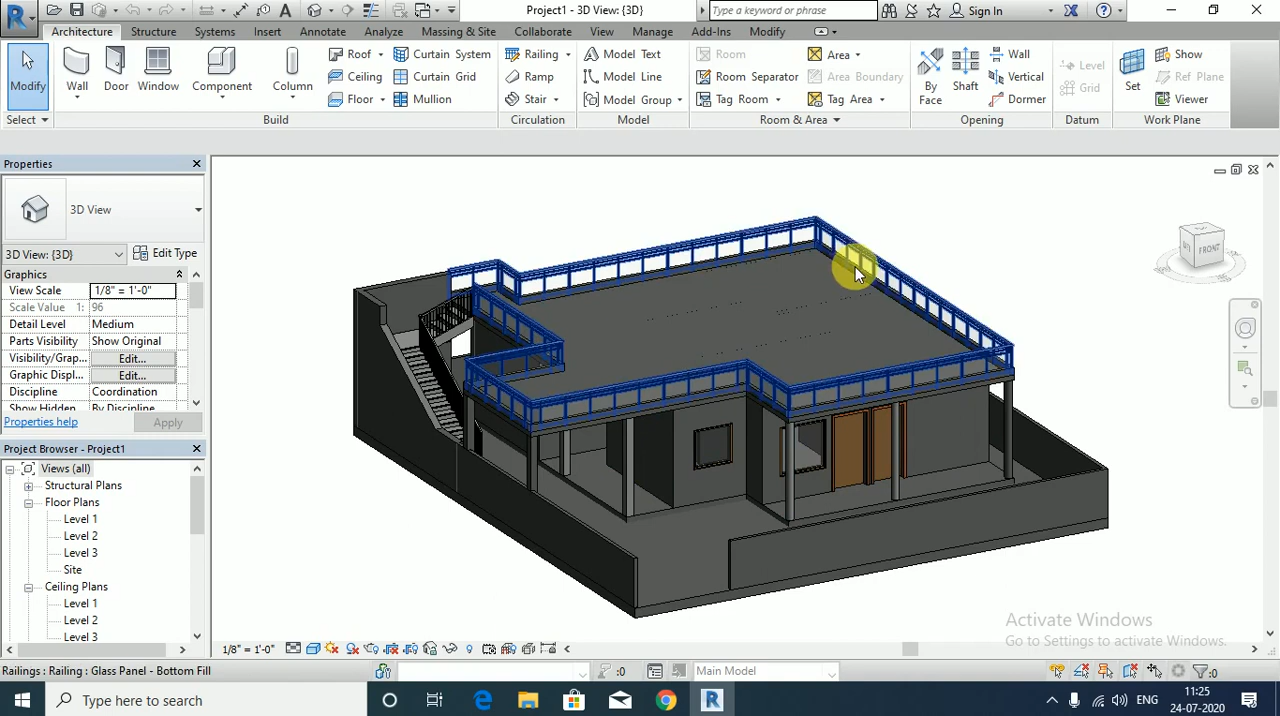 Project1 - 3D View: {3D}
Type a keyword or phrase
Sign In
Architecture Structure Systems Insert Annotate Analyze Massing & Site Collaborate View Manage Add-Ins Modify
Modify
Wall
Door
Window
Component
Column
Roof
Ceiling
Floor
Curtain System
Curtain Grid
Mullion
Railing
Ramp
Stair
Model Text
Model Line
Model Group
Room
Room Separator
Tag Room
Area
Area Boundary
Tag Area
By
Face
Shaft
Wall
Vertical
Dormer
Level
Grid
Set
Show
Ref Plane
Viewer
Select Build Circulation Model Room & Area Opening Datum Work Plane
Properties
3D View
3D View: {3D} Edit Type
Graphics
View Scale 1/8" = 1'-0"
Scale Value 1: 96
Detail Level Medium
Parts Visibility Show Original
Visibility/Grap... Edit...
Graphic Displ... Edit...
Discipline Coordination
Show Hidden By Discipline
Properties help Apply
Project Browser - Project1
Views (all)
Structural Plans
Floor Plans
Level 1
Level 2
Level 3
Site
Ceiling Plans
Level 1
Level 2
Level 3
FRONT
Activate Windows
Go to Settings to activate Windows.
1/8" = 1'-0"
Railings : Railing : Glass Panel - Bottom Fill
:0
Main Model
:0
Type here to search
ENG
11:25
24-07-2020